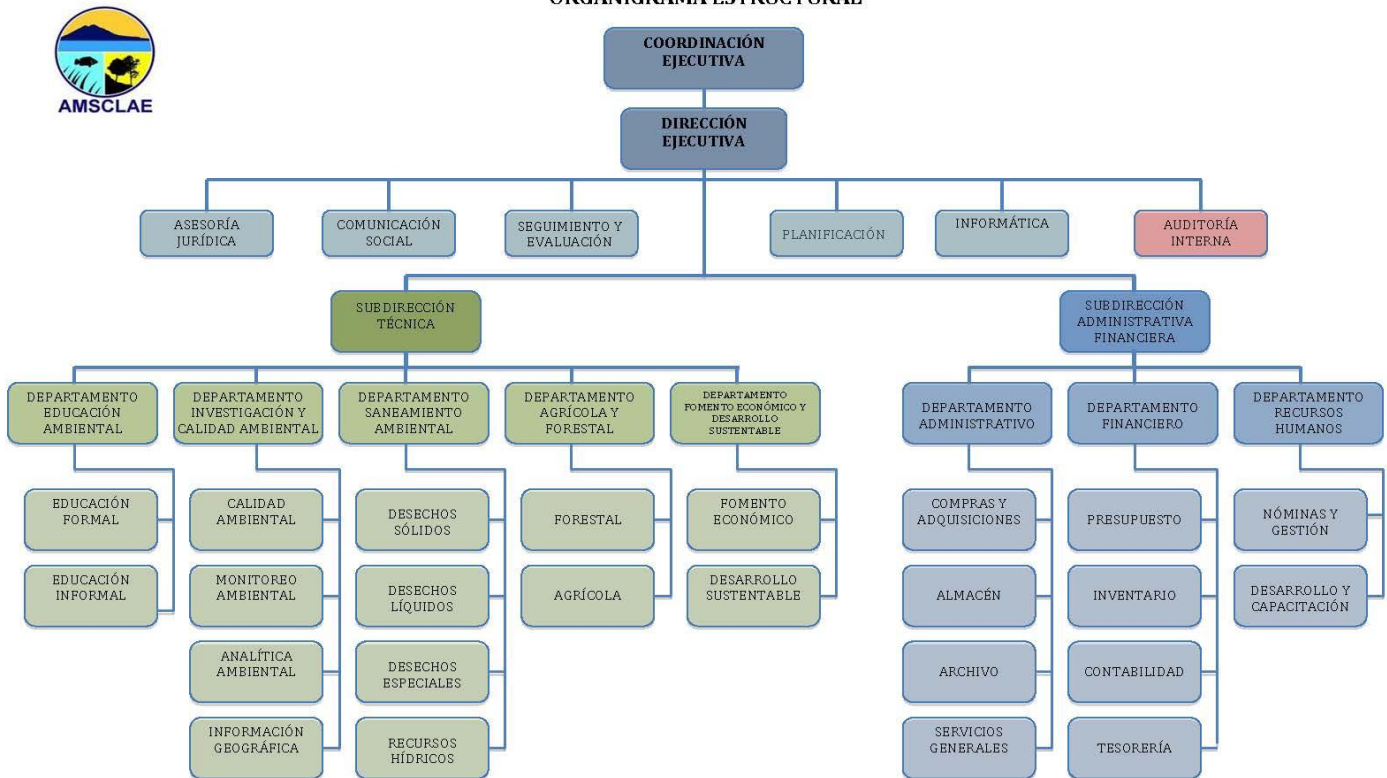 ORGANIGRAMA ESTRUCTURAL
AMSCLAE
COORDINACIÓN
EJECUTIVA
DIRECCIÓN
EJECUTIVA
ASESORÍA
JURÍDICA
COMUNICACIÓN
SOCIAL
SEGUIMIENTO Y
EVALUACIÓN
PLANIFICACIÓN
INFORMÁTICA
AUDITORÍA
INTERNA
SUBDIRECCIÓN
TÉCNICA
SUBDIRECCIÓN
ADMINISTRATIVA
FINANCIERA
DEPARTAMENTO
EDUCACIÓN
AMBIENTAL
DEPARTAMENTO
INVESTIGACIÓN Y
CALIDAD AMBIENTAL
DEPARTAMENTO
SANEAMIENTO
AMBIENTAL
DEPARTAMENTO
AGRÍCOLA Y
FORESTAL
DEPARTAMENTO
FOMENTO ECONÓMICO Y
DESARROLLO
SUSTENTABLE
DEPARTAMENTO
ADMINISTRATIVO
DEPARTAMENTO
FINANCIERO
DEPARTAMENTO
RECURSOS
HUMANOS
EDUCACIÓN
FORMAL
EDUCACIÓN
INFORMAL
CALIDAD
AMBIENTAL
MONITOREO
AMBIENTAL
ANALÍTICA
AMBIENTAL
INFORMACIÓN
GEOGRÁFICA
DESECHOS
SÓLIDOS
DESECHOS
LÍQUIDOS
DESECHOS
ESPECIALES
RECURSOS
HÍDRICOS
FORESTAL
AGRÍCOLA
FOMENTO
ECONÓMICO
DESARROLLO
SUSTENTABLE
COMPRAS Y
ADQUISICIONES
ALMACÉN
ARCHIVO
SERVICIOS
GENERALES
PRESUPUESTO
INVENTARIO
CONTABILIDAD
TESORERÍA
NÓMINAS Y
GESTIÓN
DESARROLLO Y
CAPACITACIÓN